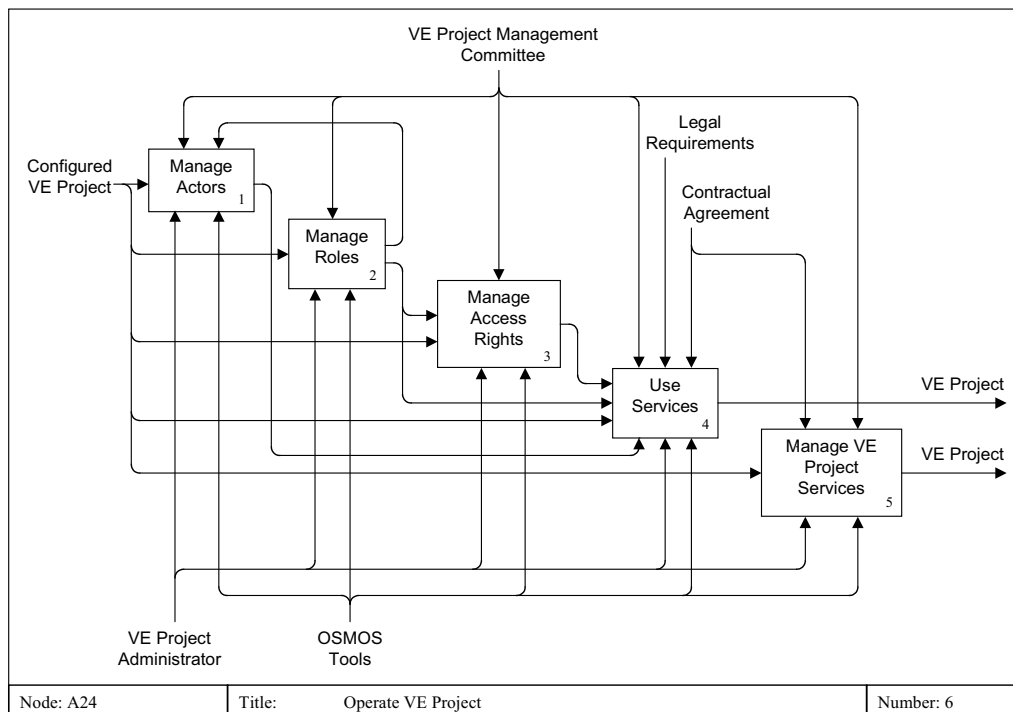 VE Project Management
Committee
Legal
Requirements
Configured
VE Project
Manage
Actors
1
Contractual
Agreement
Manage
Roles
2
Manage
Access
Rights
3
Use
Services
4
VE Project
Manage VE
Project
Services
5
VE Project
VE Project
Administrator
OSMOS
Tools
Node: A24
Title: Operate VE Project
Number: 6